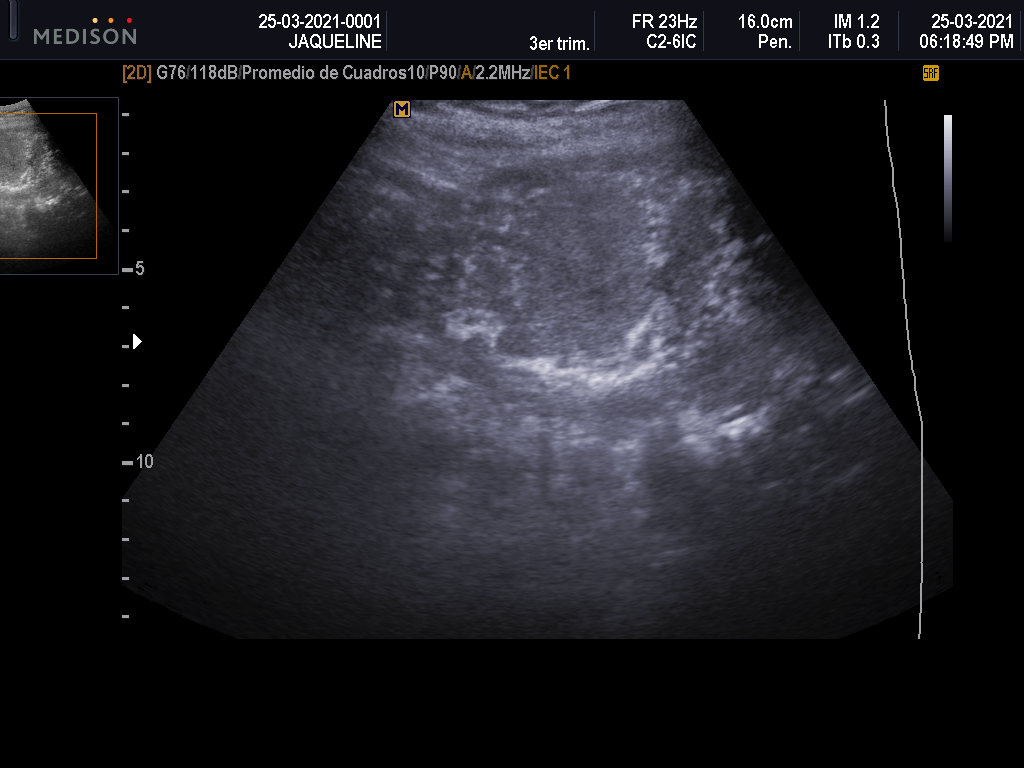 MEDISON
25-03-2021-0001
JAQUELINE
3er trim.
FR 23Hz
C2-6IC
16.0cm
Pen.
IM 1.2
ITb 0.3
25-03-2021
06:18:49 PM
[2D] G76/118dB/Promedio de Cuadros10/P90/A/2.2MHz/IEC 1
SRF
M
5
10